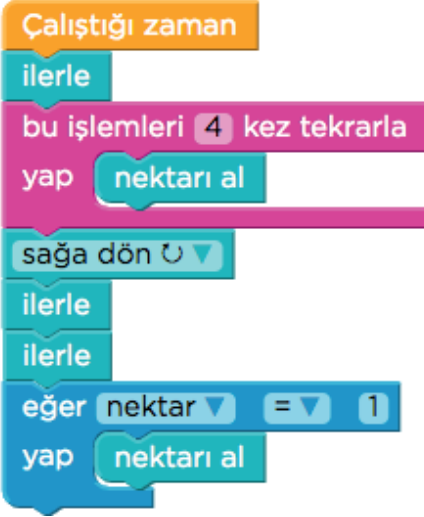 Çalıştığı zaman
ilerle
bu işlemleri 4 kez tekrarla
yap nektarı al
sağa dön ↻ ▼
ilerle
ilerle
eğer nektar ▼ = ▼ 1
yap nektarı al